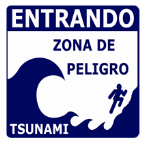 ENTRANDO
ZONA DE
PELIGRO
TSUNAMI